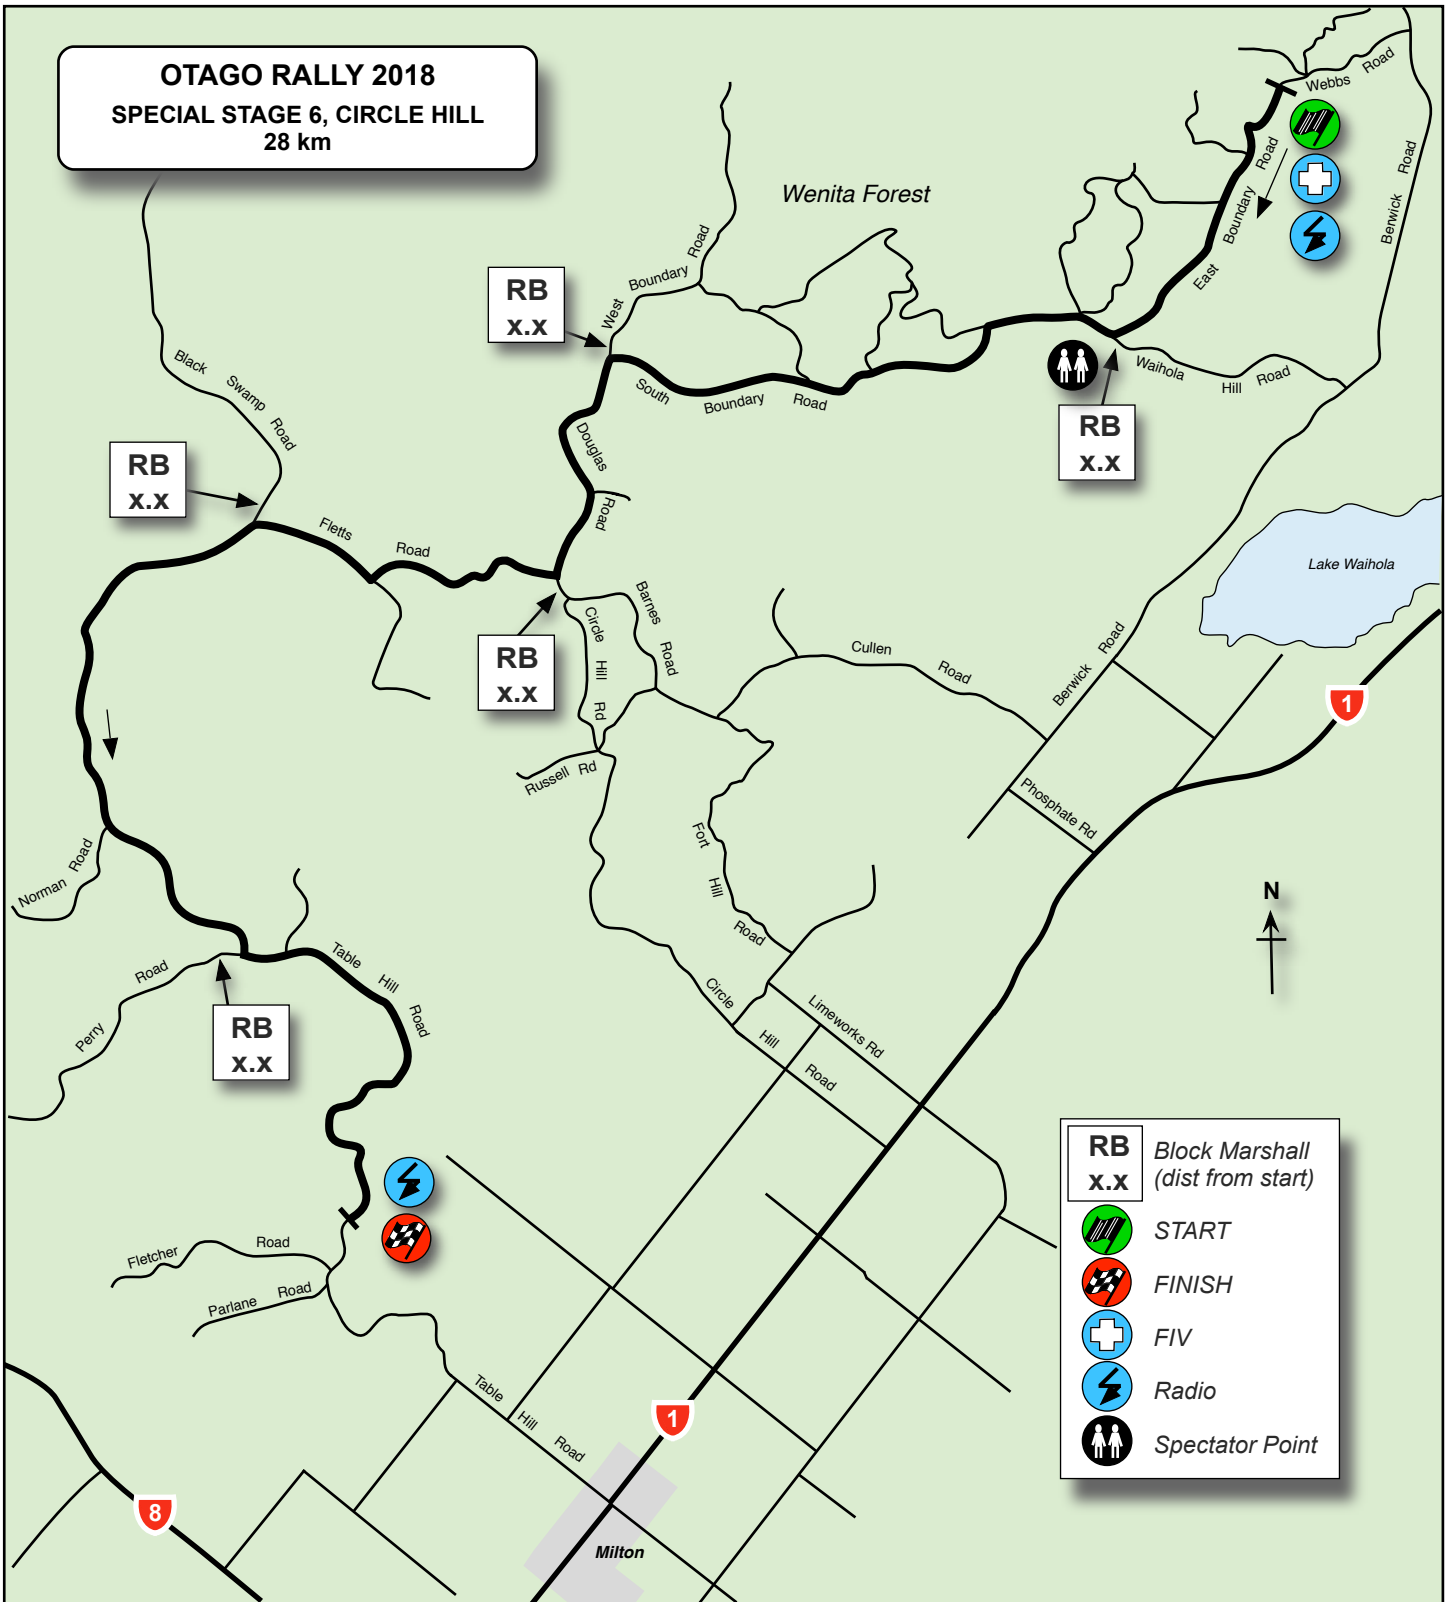 OTAGO RALLY 2018
SPECIAL STAGE 6, CIRCLE HILL
28 km
Webbs Road
Berwick Road
East Boundary Road
Wenita Forest
West Boundary Road
RB
x.x
South Boundary Road
Waihola Hill Road
RB
x.x
Black Swamp Road
RB
x.x
Douglas Road
Fletts Road
Lake Waihola
RB
x.x
Circle Hill Rd
Barnes Road
Cullen Road
Berwick Road
1
Russell Rd
Phosphate Rd
Fort Hill Road
Norman Road
N
Table Hill Road
Perry Road
RB
x.x
Circle Hill Road
Limeworks Rd
Fletcher Road
Parlane Road
Table Hill Road
1
8
Milton
RB
x.x
Block Marshall
(dist from start)
START
FINISH
FIV
Radio
Spectator Point